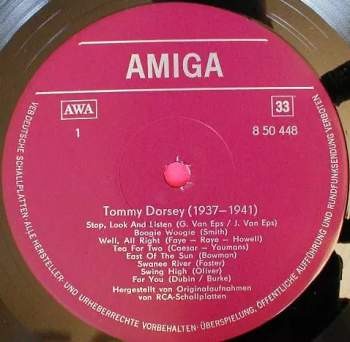 AMIGA
AWA
33
1
8 50 448
Tommy Dorsey (1937—1941)
Stop, Look And Listen (G. Van Eps / J. Van Eps)
Boogie Woogie (Smith)
Well, All Right (Faye - Raye - Howell)
Tea For Two (Caesar - Youmans)
East Of The Sun (Bowman)
Swanee River (Foster)
Swing High (Oliver)
For You (Dubin / Burke)
Hergestellt von Originalaufnahmen
von RCA-Schallplatten
VEB DEUTSCHE SCHALLPLATTEN · ALLE HERSTELLER UND URHEBERRECHTE VORBEHALTEN · ÜBERSPIELUNG, ÖFFENTLICHE AUFFÜHRUNG UND RUNDFUNKSENDUNG VERBOTEN